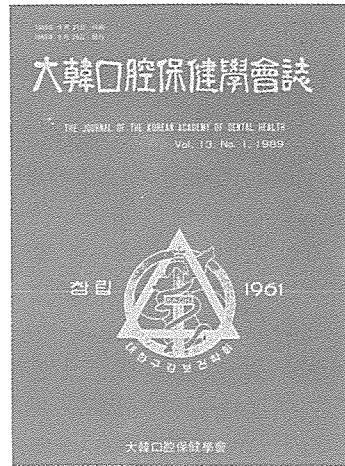 大韓口腔保健學會誌
THE JOURNAL OF THE KOREAN ACADEMY OF DENTAL HEALTH
Vol. 13, No. 1, 1989
창립 1961
대한구강보건학회
大韓口腔保健學會